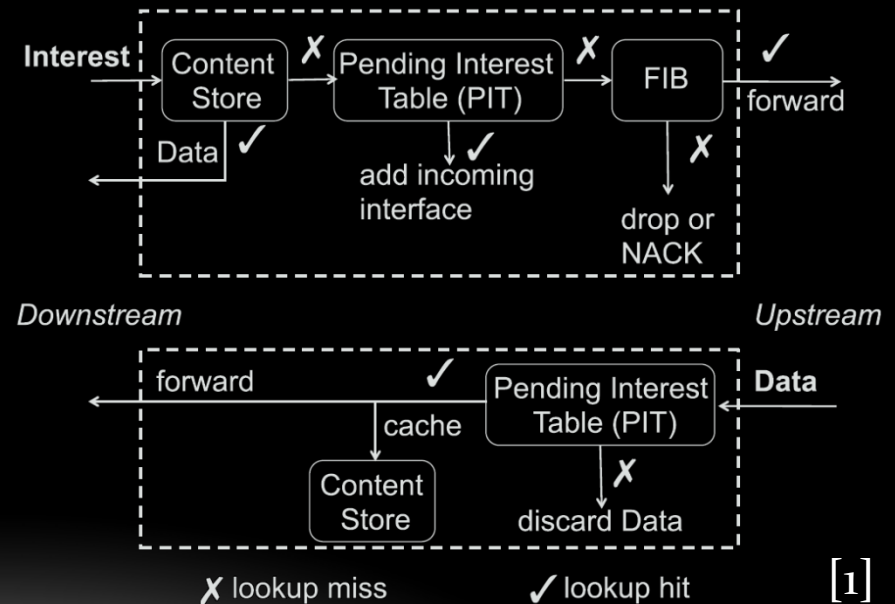 Interest
Content
Store
✗
Pending Interest
Table (PIT)
✗
FIB
✓
forward
Data
✓
✓
add incoming
interface
✗
drop or
NACK
Downstream
Upstream
forward
✓
cache
Content
Store
Pending Interest
Table (PIT)
Data
✗
discard Data
✗ lookup miss
✓ lookup hit
[1]